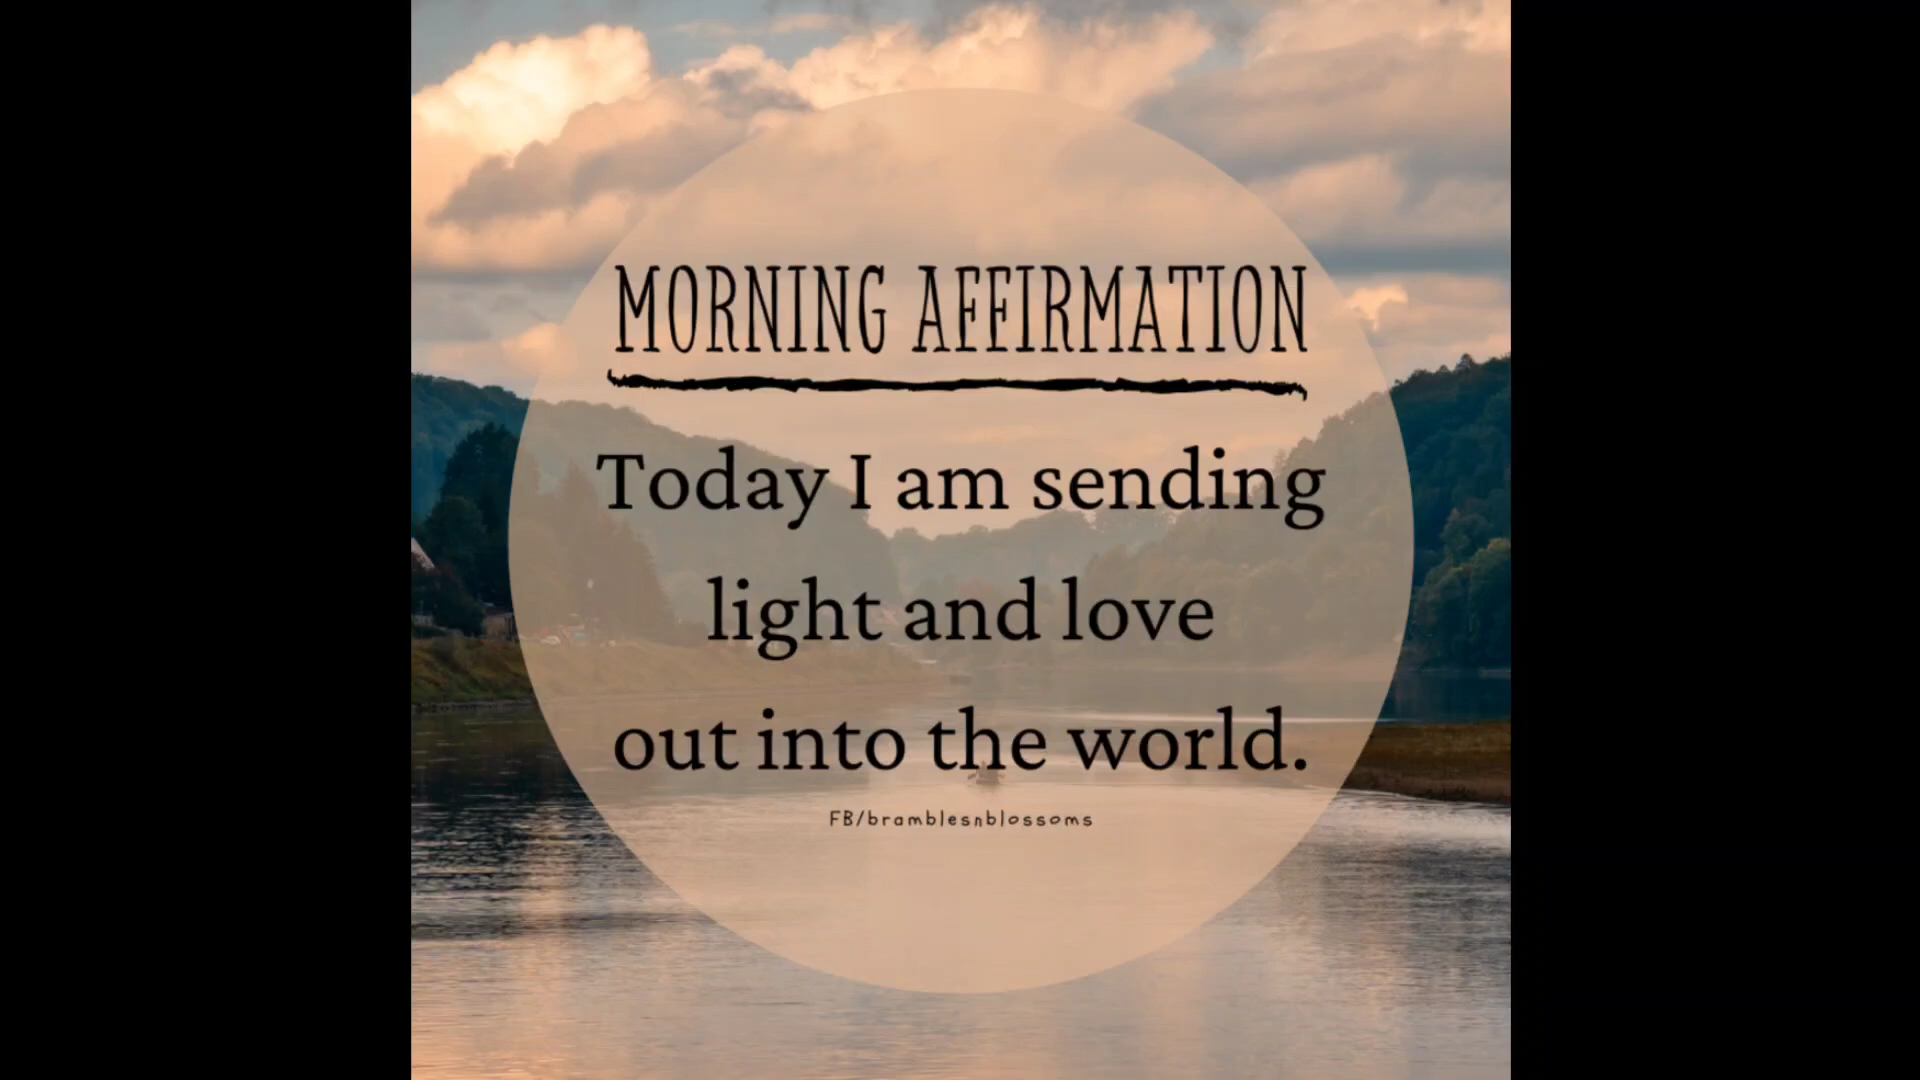 MORNING AFFIRMATION
Today I am sending
light and love
out into the world.
FB/bramblesnblossoms